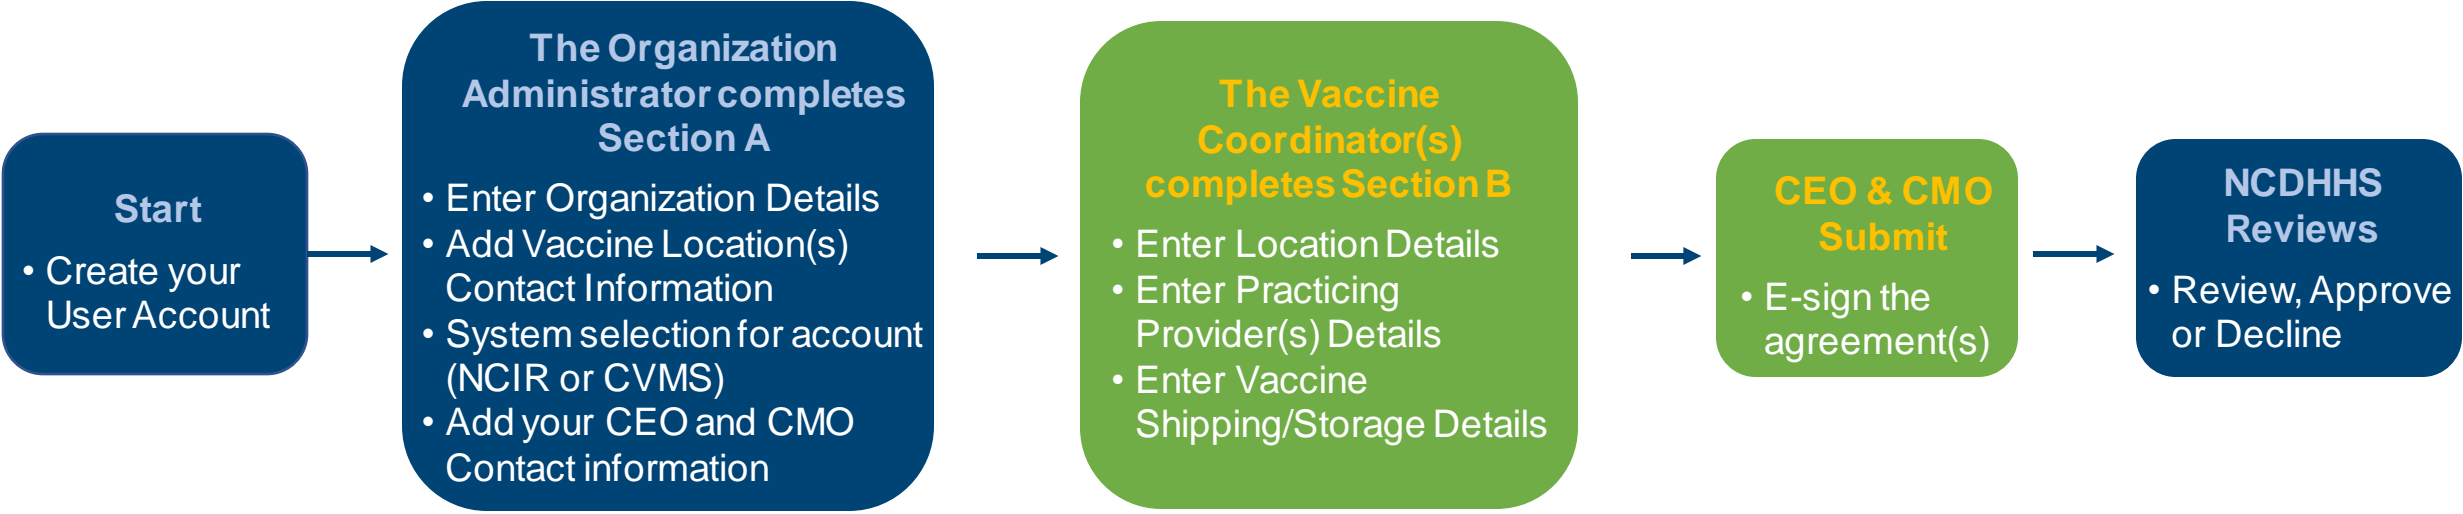 Start
• Create your
User Account
The Organization
Administrator completes
Section A
• Enter Organization Details
• Add Vaccine Location(s)
Contact Information
• System selection for account
(NCIR or CVMS)
• Add your CEO and CMO
Contact information
The Vaccine
Coordinator(s)
completes Section B
• Enter Location Details
• Enter Practicing
Provider(s) Details
• Enter Vaccine
Shipping/Storage Details
CEO & CMO
Submit
• E-sign the
agreement(s)
NCDHHS
Reviews
• Review, Approve
or Decline